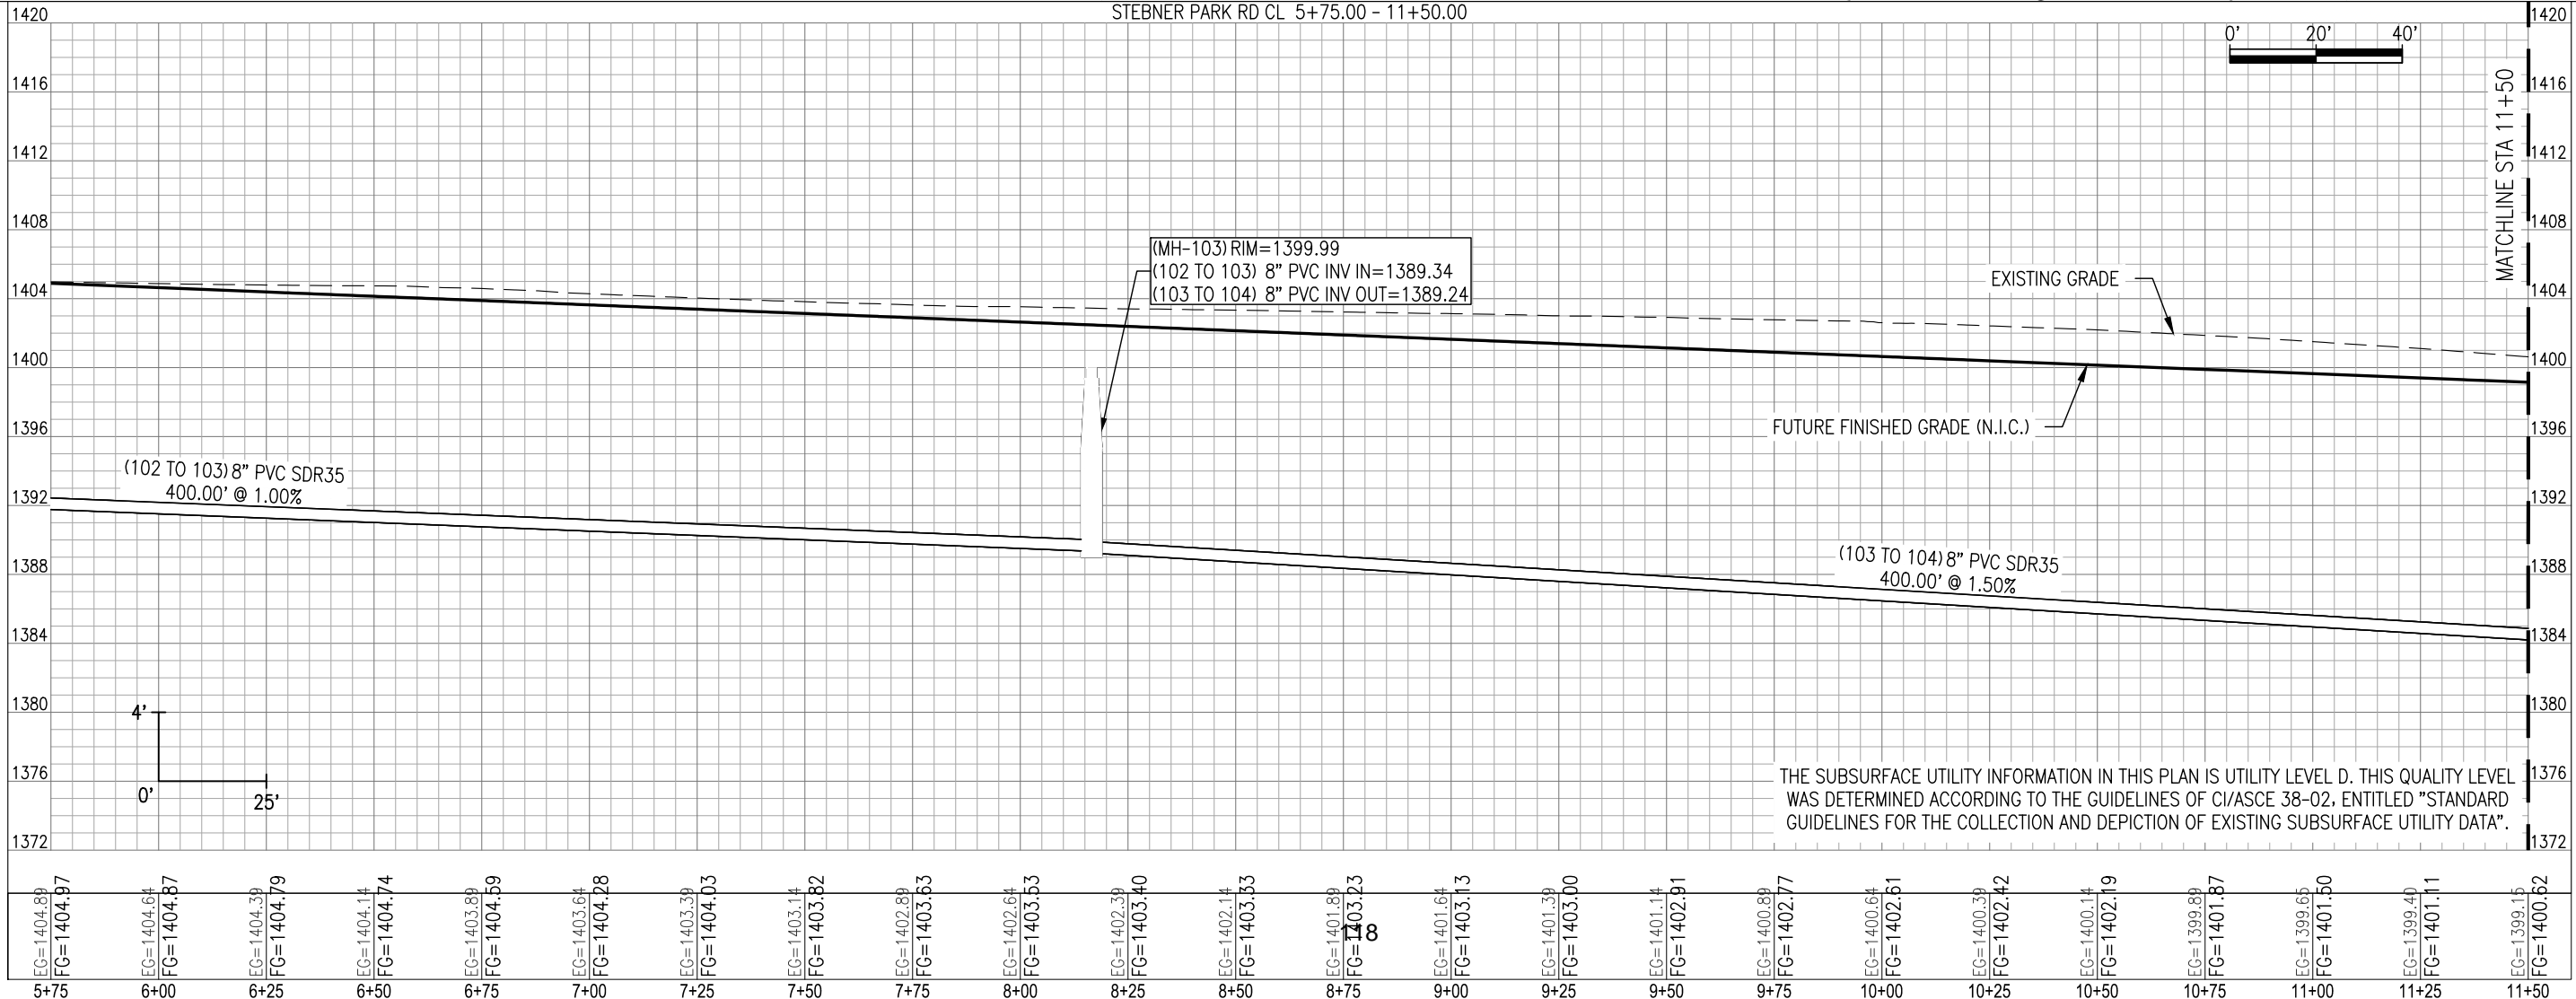 STEBNER PARK RD CL 5+75.00 - 11+50.00
1420
1416
1412
1408
1404
1400
1396
1392
1388
1384
1380
1376
1372
0' 20' 40'
MATCHLINE STA 11+50
1420
1416
1412
1408
1404
1400
1396
1392
1388
1384
1380
1376
1372
(MH-103) RIM=1399.99
(102 TO 103) 8" PVC INV IN=1389.34
(103 TO 104) 8" PVC INV OUT=1389.24
EXISTING GRADE
FUTURE FINISHED GRADE (N.I.C.)
(102 TO 103) 8" PVC SDR35
400.00' @ 1.00%
(103 TO 104) 8" PVC SDR35
400.00' @ 1.50%
4'
0'
25'
THE SUBSURFACE UTILITY INFORMATION IN THIS PLAN IS UTILITY LEVEL D. THIS QUALITY LEVEL
WAS DETERMINED ACCORDING TO THE GUIDELINES OF CI/ASCE 38-02, ENTITLED "STANDARD
GUIDELINES FOR THE COLLECTION AND DEPICTION OF EXISTING SUBSURFACE UTILITY DATA".
EG=1404.89
FG=1404.97
EG=1404.64
FG=1404.87
EG=1404.39
FG=1404.79
EG=1404.14
FG=1404.74
EG=1403.89
FG=1404.59
EG=1403.64
FG=1404.28
EG=1403.39
FG=1404.03
EG=1403.14
FG=1403.82
EG=1402.89
FG=1403.63
EG=1402.64
FG=1403.53
EG=1402.39
FG=1403.40
EG=1402.14
FG=1403.33
EG=1401.89
FG=1403.23
EG=1401.64
FG=1403.13
EG=1401.39
FG=1403.00
EG=1401.14
FG=1402.91
EG=1400.89
FG=1402.77
EG=1400.64
FG=1402.61
EG=1400.39
FG=1402.42
EG=1400.14
FG=1402.19
EG=1399.89
FG=1401.87
EG=1399.65
FG=1401.50
EG=1399.40
FG=1401.11
EG=1399.15
FG=1400.62
118
5+75 6+00 6+25 6+50 6+75 7+00 7+25 7+50 7+75 8+00 8+25 8+50 8+75 9+00 9+25 9+50 9+75 10+00 10+25 10+50 10+75 11+00 11+25 11+50